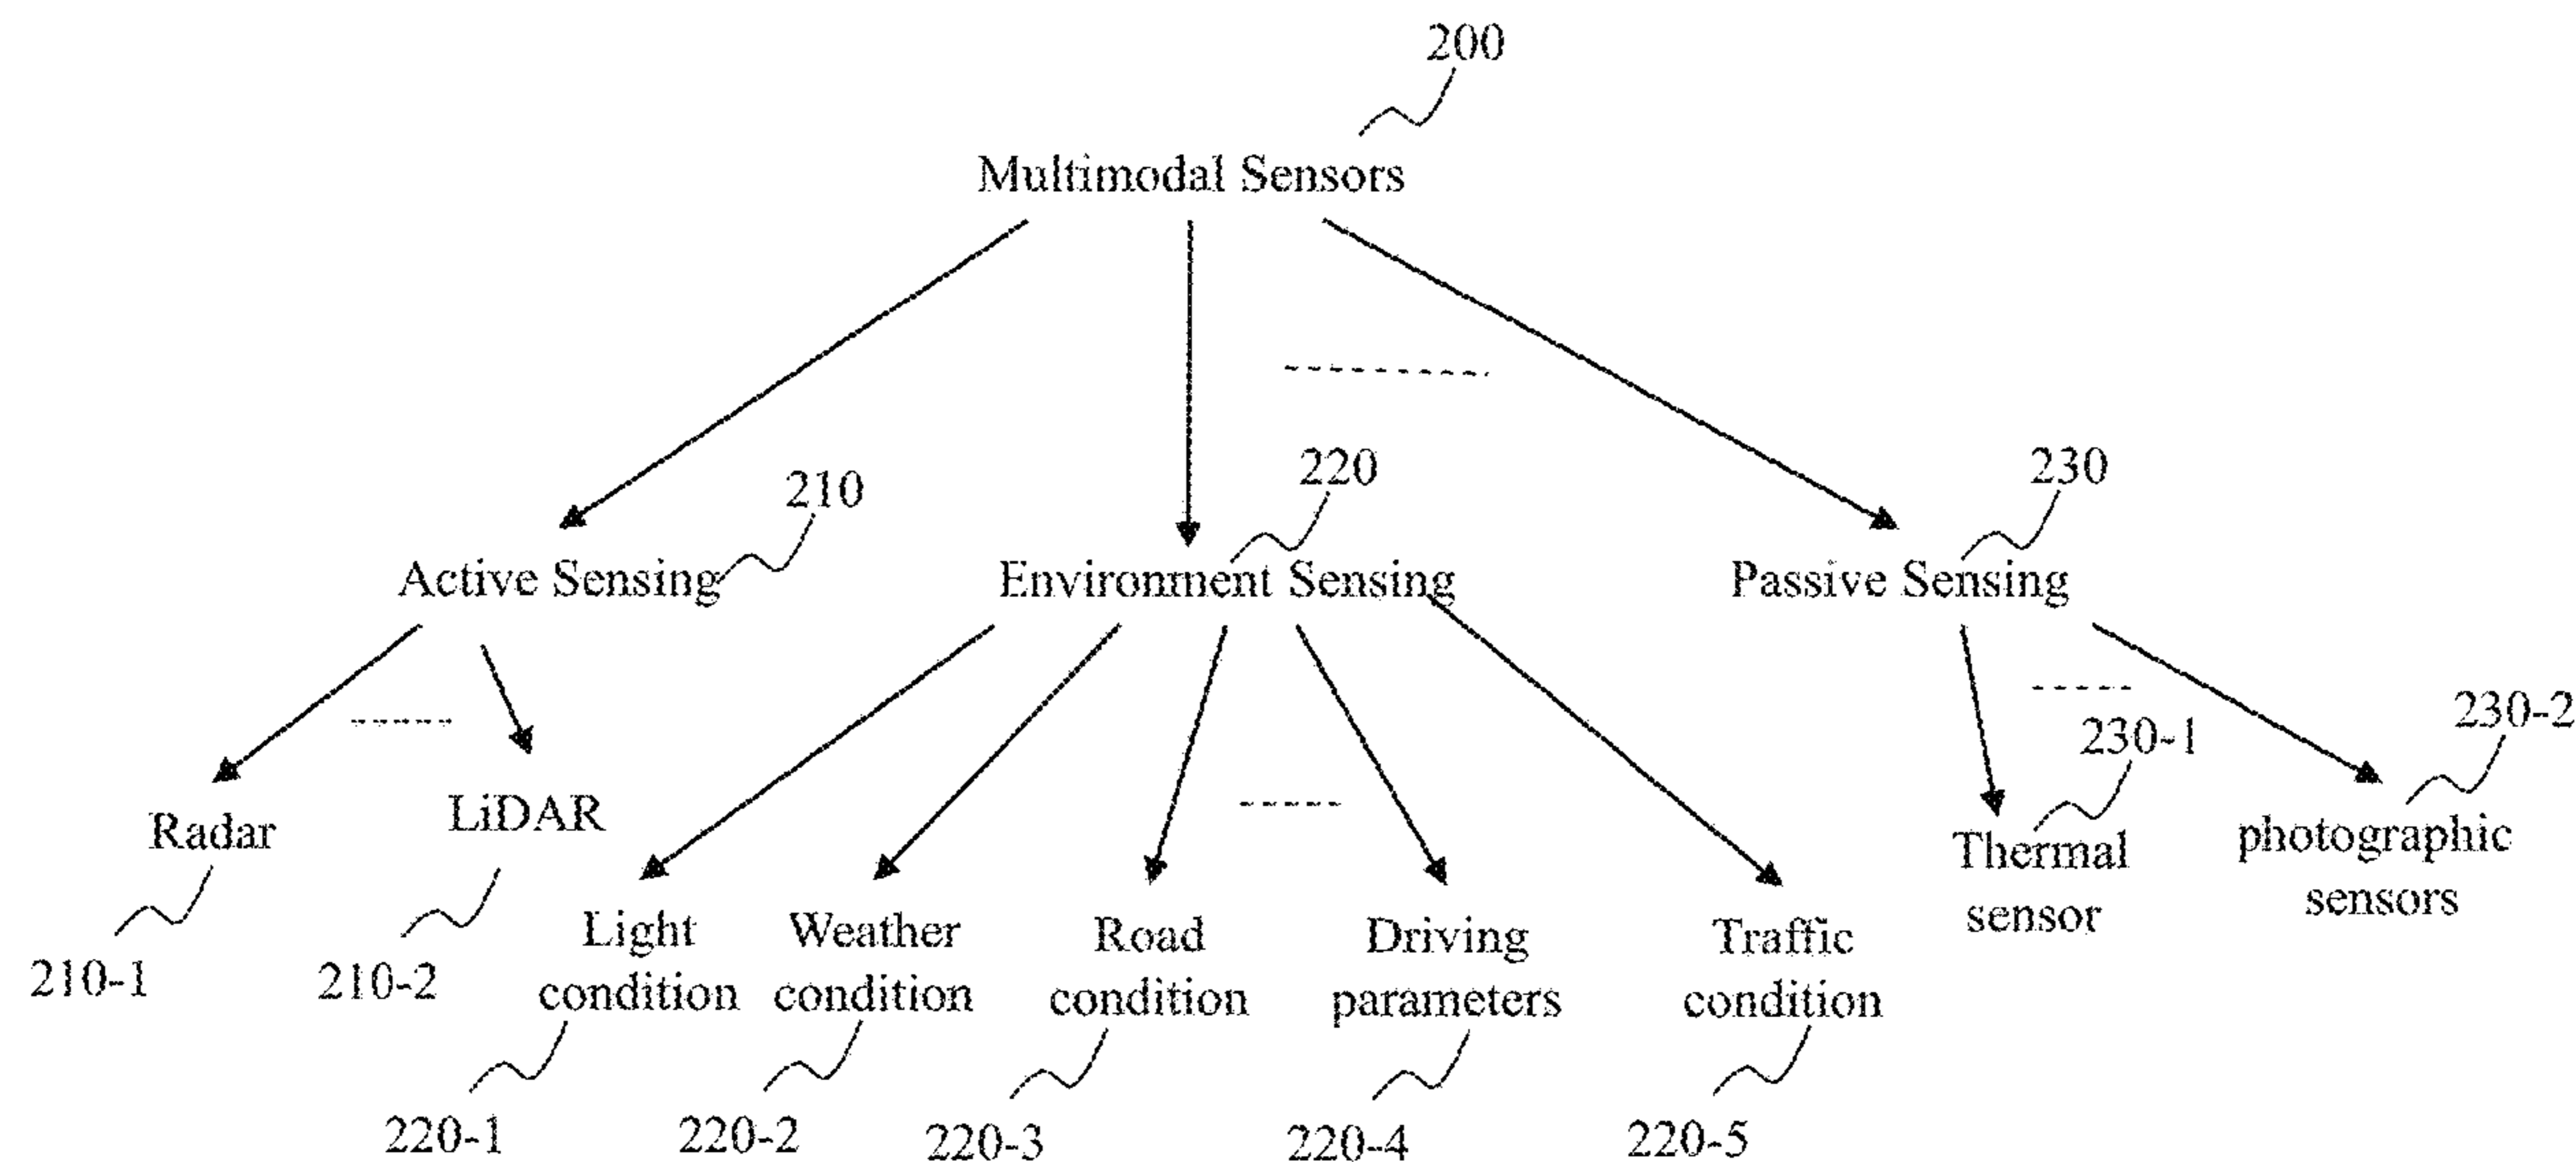 200
Multimodal Sensors
210
220
230
Active Sensing
Environment Sensing
Passive Sensing
230-2
230-1
Radar
LiDAR
Thermal
sensor
photographic
sensors
210-1
210-2
Light
condition
Weather
condition
Road
condition
Driving
parameters
Traffic
condition
220-1
220-2
220-3
220-4
220-5